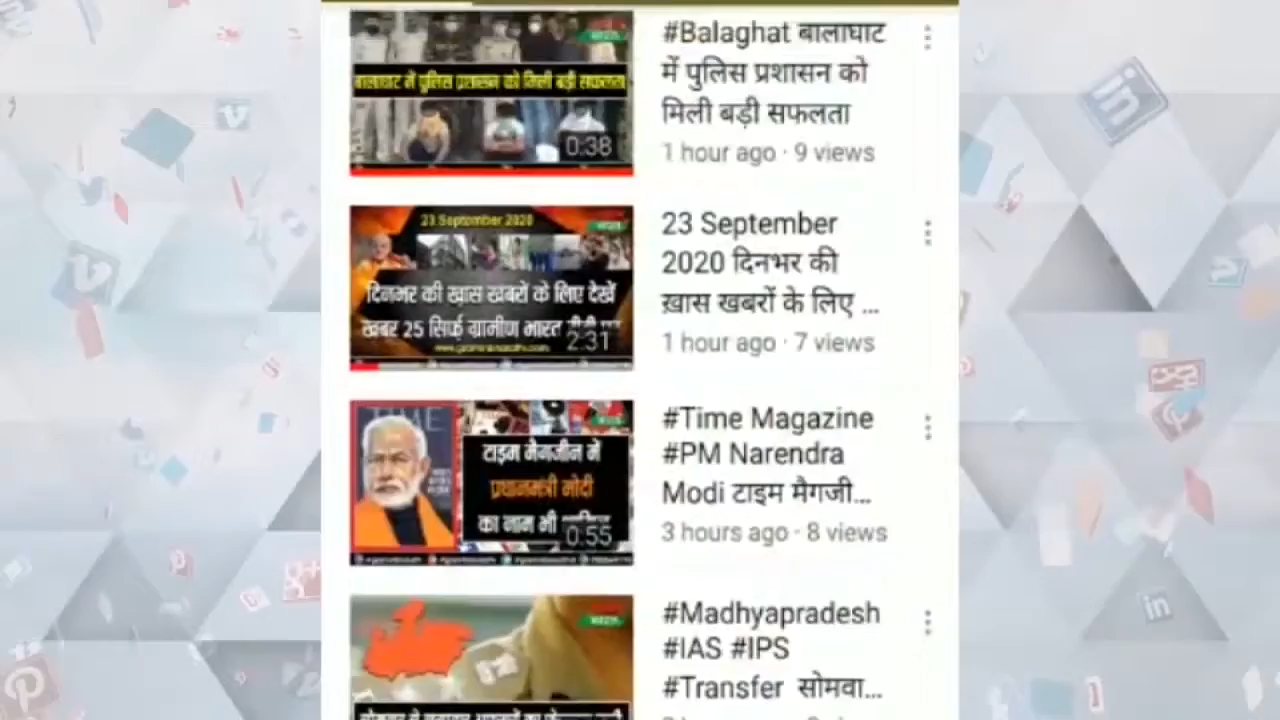 बालाघाट में पुलिस प्रशासन को मिली बड़ी सफलता
0:38
#Balaghat बालाघाट
में पुलिस प्रशासन को
मिली बड़ी सफलता
1 hour ago · 9 views
23 September 2020
दिनभर की ख़ास खबरों के लिए देखें
खबर 25 सिर्फ ग्रामीण भारत
2:31
23 September
2020 दिनभर की
ख़ास खबरों के लिए ...
1 hour ago · 7 views
TIME
टाइम मैगजीन में
प्रधानमंत्री मोदी
का नाम भी
0:55
#Time Magazine
#PM Narendra
Modi टाइम मैगजी...
3 hours ago · 8 views
#Madhyapradesh
#IAS #IPS
#Transfer सोमवा...